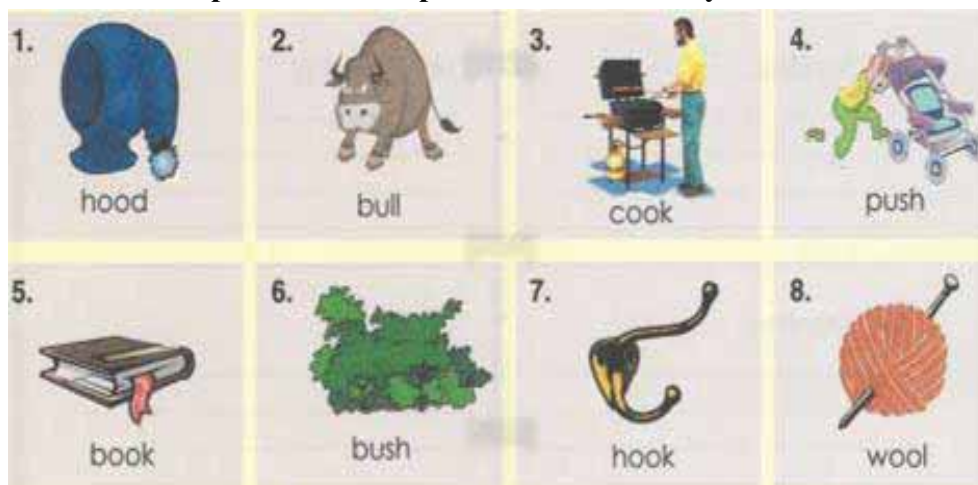 1.
2.
3.
4.
hood
bull
cook
push
5.
6.
7.
8.
book
bush
hook
wool